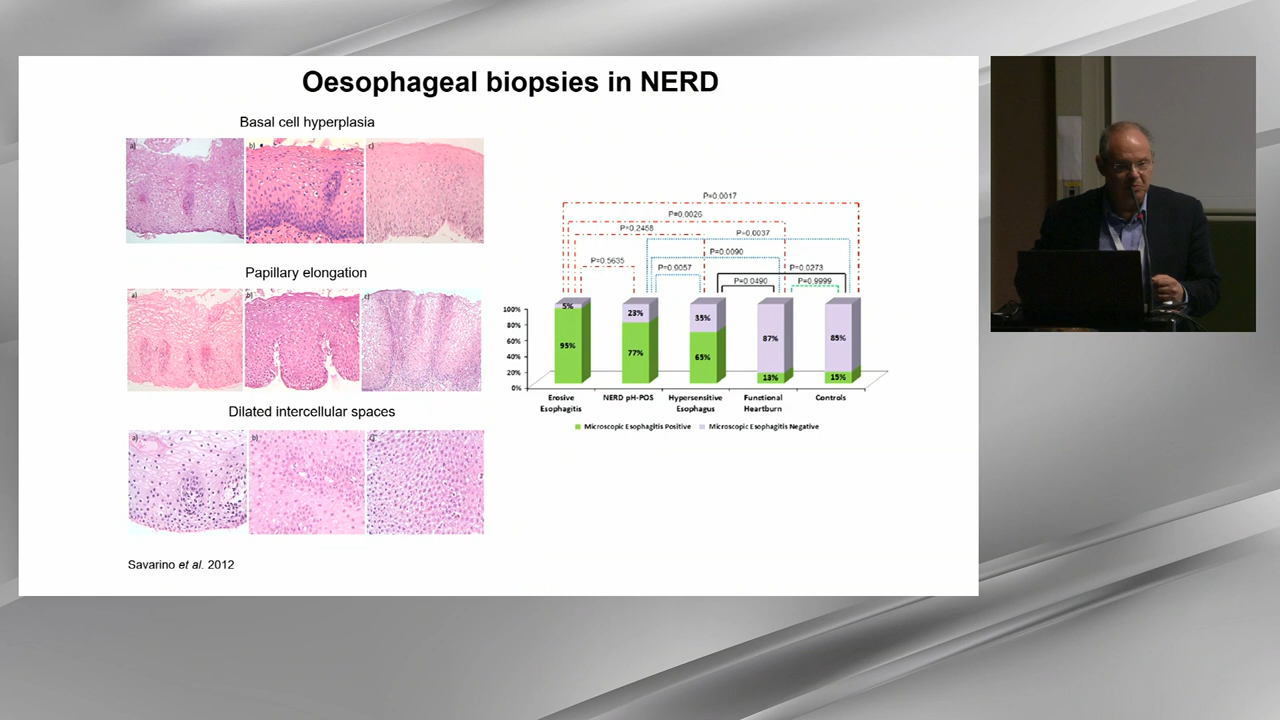 Oesophageal biopsies in NERD
Basal cell hyperplasia
a)
b)
c)
Papillary elongation
a)
b)
c)
Dilated intercellular spaces
a)
b)
c)
Savarino et al. 2012
P=0.0017
P=0.0026
P=0.2458
P=0.0037
P=0.0090
P=0.5635
P=0.0057
P=0.0273
P=0.0490
P=0.9999
100%
80%
60%
40%
20%
0%
5%
95%
23%
77%
35%
65%
87%
13%
85%
15%
Erosive
Esophagitis
NERD pH-POS
Hypersensitive
Esophagus
Functional
Heartburn
Controls
Microscopic Esophagitis Positive
Microscopic Esophagitis Negative